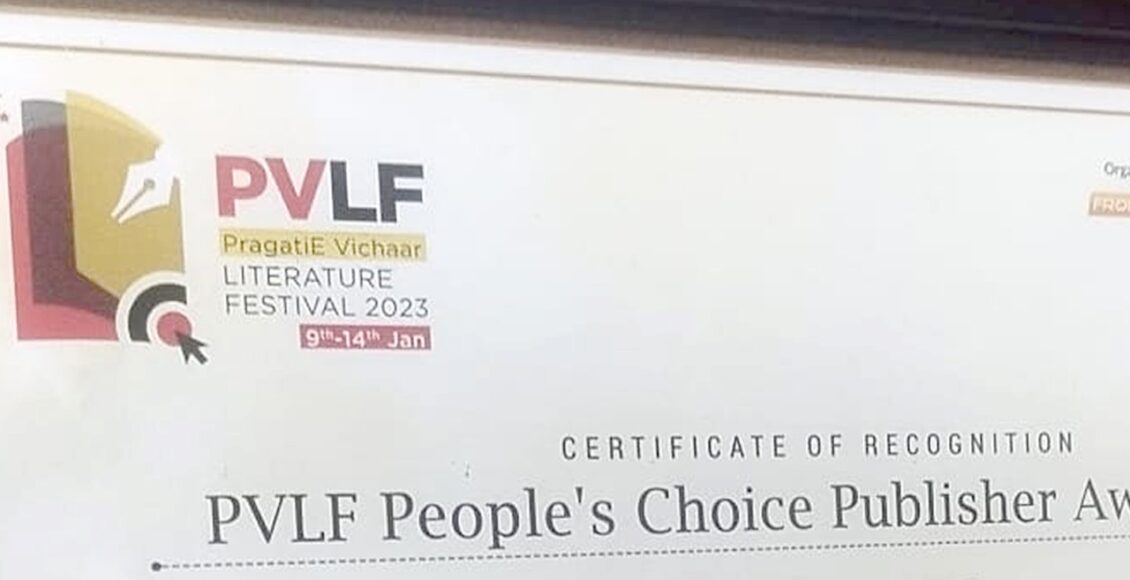 PVLF
PragatiE Vichaar
LITERATURE
FESTIVAL 2023
9th-14th Jan
CERTIFICATE OF RECOGNITION
PVLF People's Choice Publisher